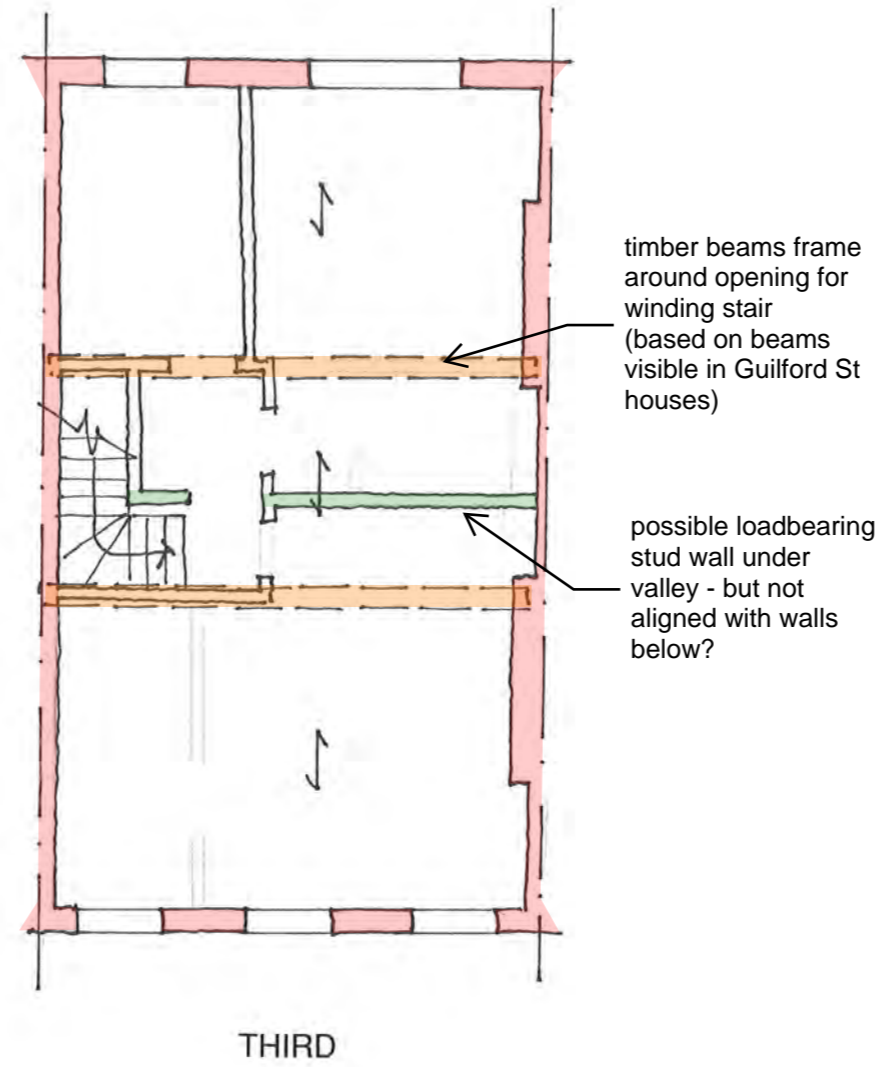 timber beams frame
around opening for
winding stair
(based on beams
visible in Guilford St
houses)
possible loadbearing
stud wall under
valley - but not
aligned with walls
below?
THIRD